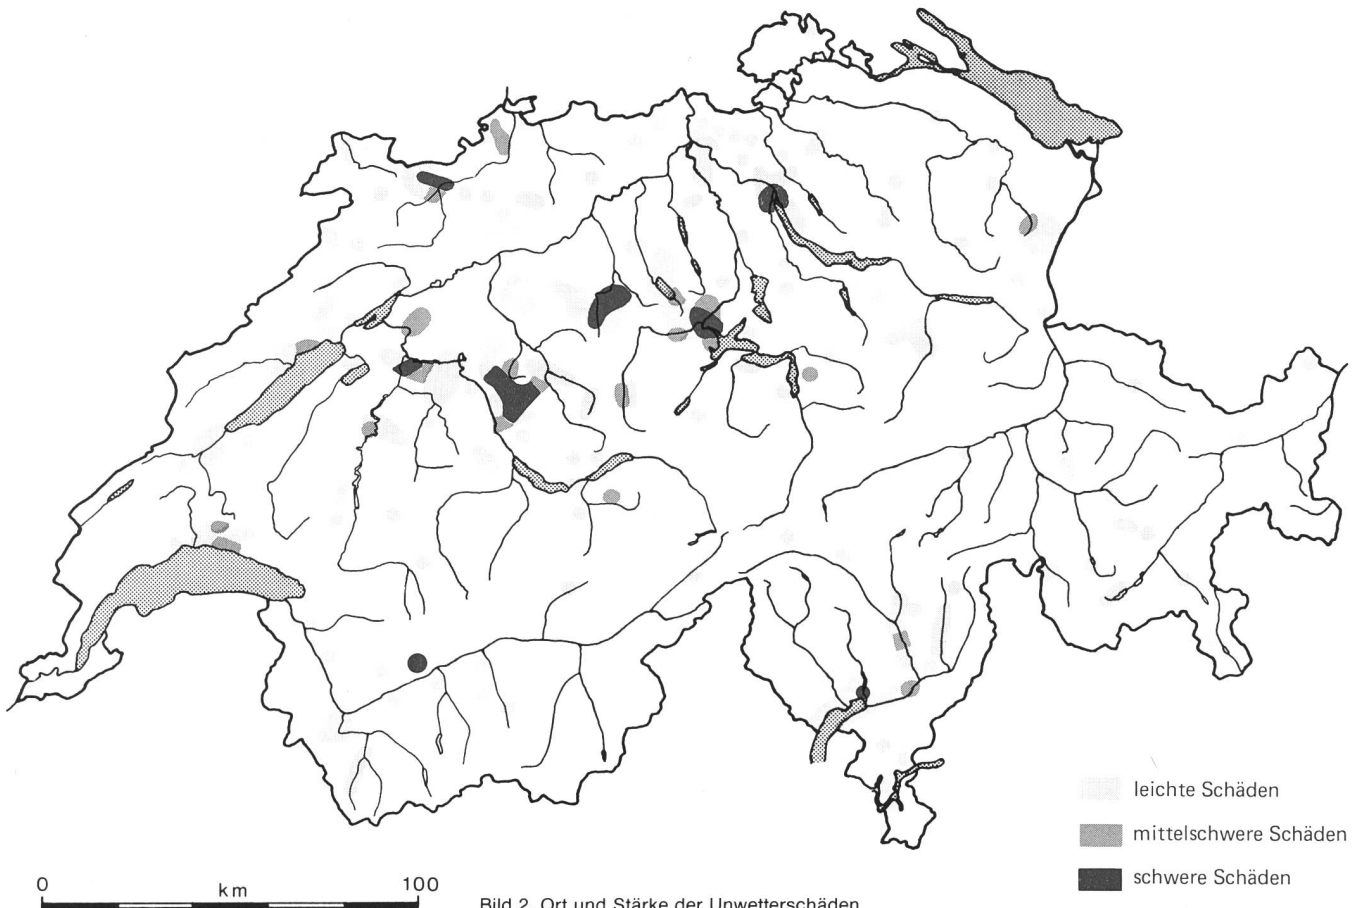 leichte Schäden
mittelschwere Schäden
schwere Schäden
0 km 100
Bild 2. Ort und Stärke der Unwetterschäden